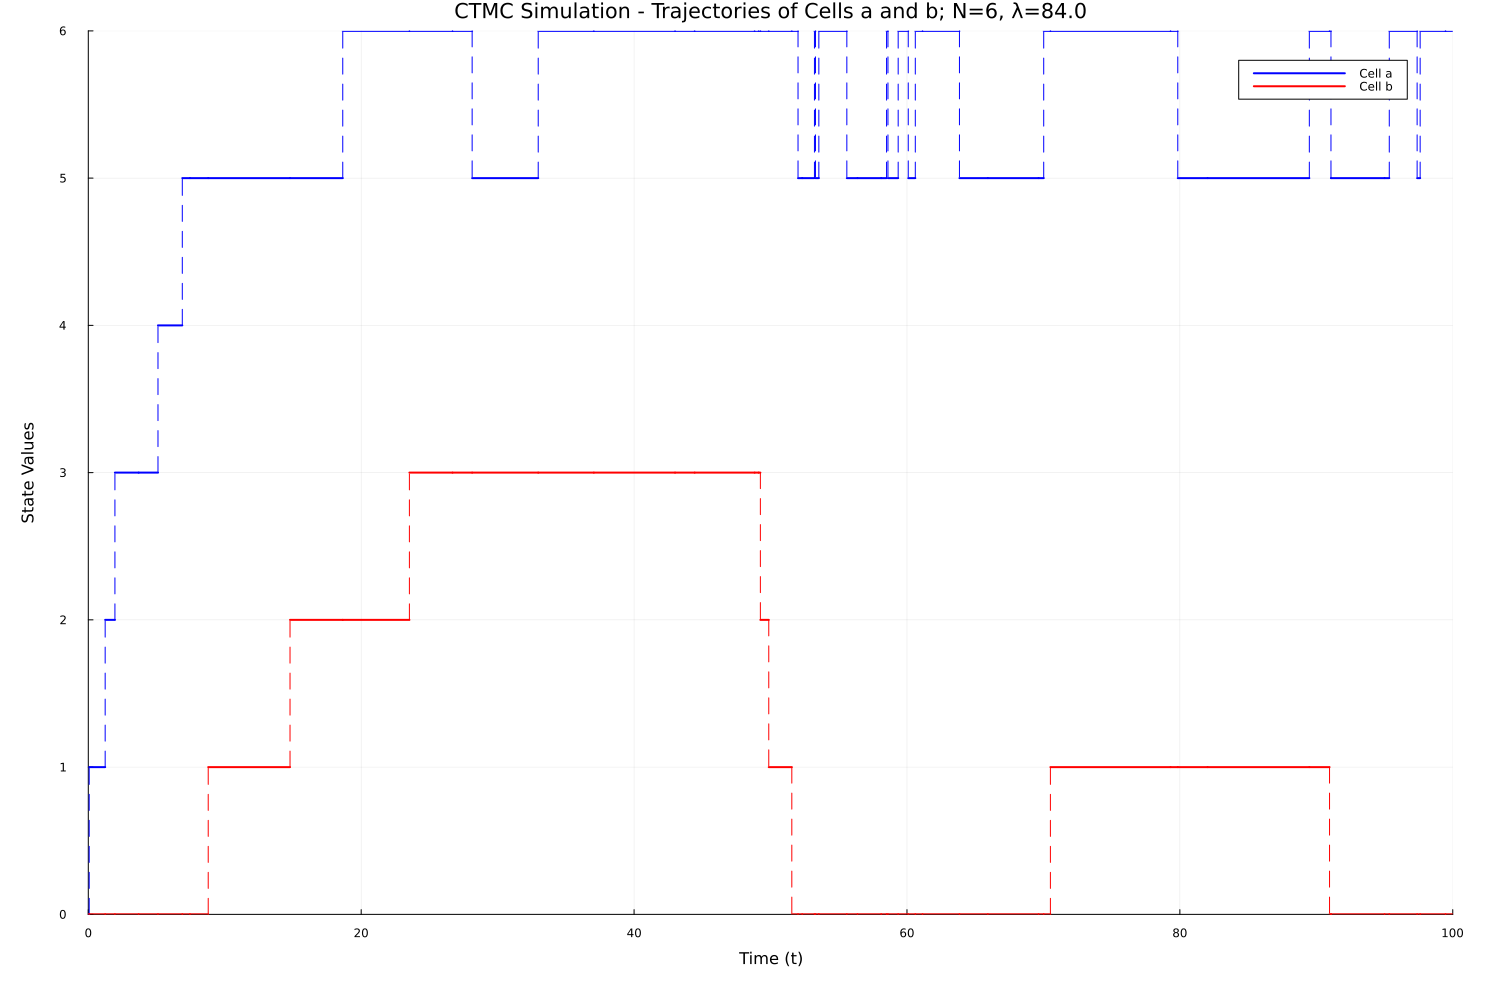 CTMC Simulation - Trajectories of Cells a and b; N=6, λ=84.0
6
Cell a
Cell b
5
4
State Values
3
2
1
0
0 20 40 60 80 100
Time (t)